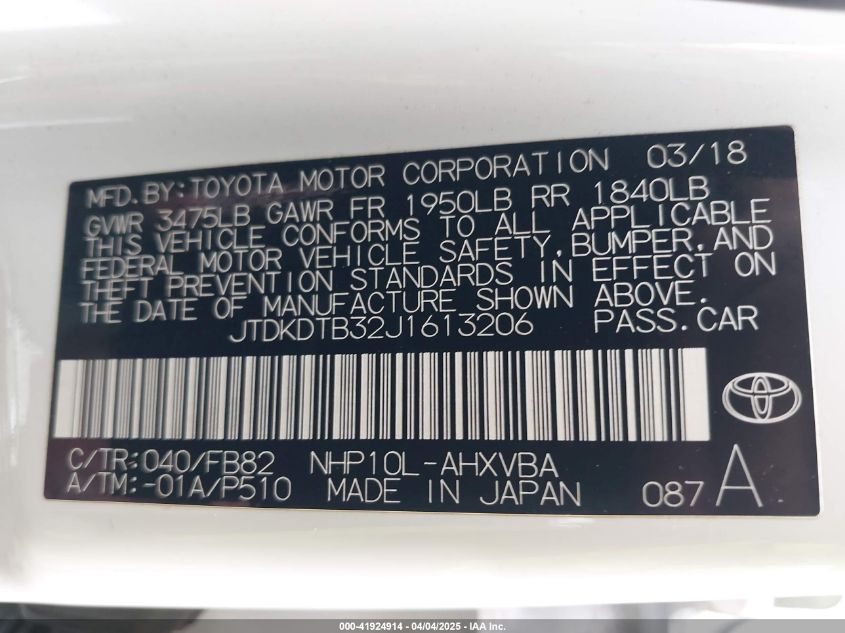 MFD.BY:TOYOTA MOTOR CORPORATION 03/18
GVWR 3475LB GAWR FR 1950LB RR 1840LB
THIS VEHICLE CONFORMS TO ALL APPLICABLE
FEDERAL MOTOR VEHICLE SAFETY,BUMPER,AND
THEFT PREVENTION STANDARDS IN EFFECT ON
THE DATE OF MANUFACTURE SHOWN ABOVE.
JTDKDTB32J1613206 PASS.CAR
C/TR:040/FB82 NHP10L-AHXVBA
A/TM:-01A/P510 MADE IN JAPAN 087 A
000-41924914 - 04/04/2025 - IAA Inc.